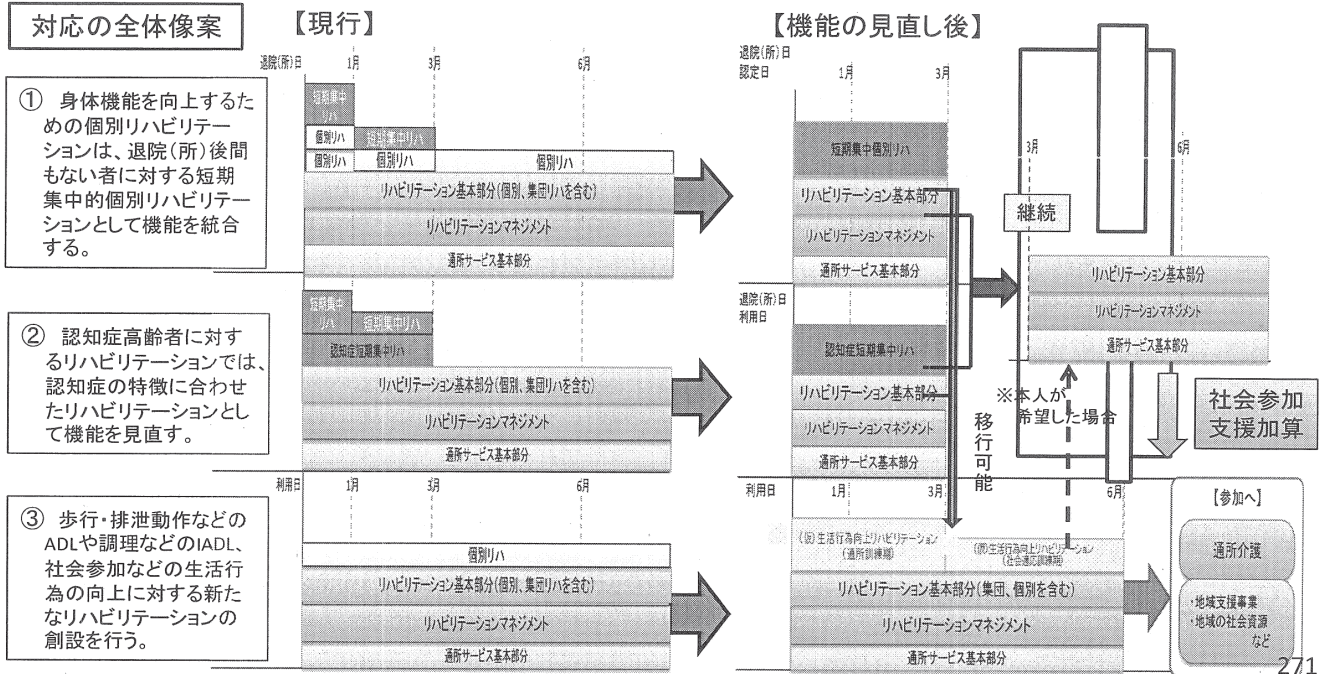 対応の全体像案
【現行】
【機能の見直し後】
① 身体機能を向上するた
めの個別リハビリテー
ションは、退院(所)後間
もない者に対する短期
集中的個別リハビリテー
ションとして機能を統合
する。
退院(所)日
1月
3月
6月
短期集中
リハ
個別リハ
短期集中リハ
個別リハ
個別リハ
個別リハ
リハビリテーション基本部分(個別、集団リハを含む)
リハビリテーションマネジメント
通所サービス基本部分
退院(所)日
認定日
1月
3月
短期集中個別リハ
リハビリテーション基本部分
リハビリテーションマネジメント
通所サービス基本部分
3月
6月
継続
リハビリテーション基本部分
リハビリテーションマネジメント
通所サービス基本部分
② 認知症高齢者に対す
るリハビリテーションでは、
認知症の特徴に合わせ
たリハビリテーションとし
て機能を見直す。
短期集中
リハ
短期集中リハ
認知症短期集中リハ
リハビリテーション基本部分(個別、集団リハを含む)
リハビリテーションマネジメント
通所サービス基本部分
退院(所)日
利用日
認知症短期集中リハ
リハビリテーション基本部分
リハビリテーションマネジメント
通所サービス基本部分
移行可能
※本人が
希望した場合
社会参加
支援加算
③ 歩行・排泄動作などの
ADLや調理などのIADL、
社会参加などの生活行
為の向上に対する新た
なリハビリテーションの
創設を行う。
利用日
1月
3月
6月
個別リハ
リハビリテーション基本部分(個別、集団リハを含む)
リハビリテーションマネジメント
通所サービス基本部分
利用日
1月
3月
6月
(仮)生活行為向上リハビリテーション
(通所訓練期)
(仮)生活行為向上リハビリテーション
(社会適応訓練期)
リハビリテーション基本部分(集団、個別を含む)
リハビリテーションマネジメント
通所サービス基本部分
【参加へ】
通所介護
・地域支援事業
・地域の社会資源
など
271